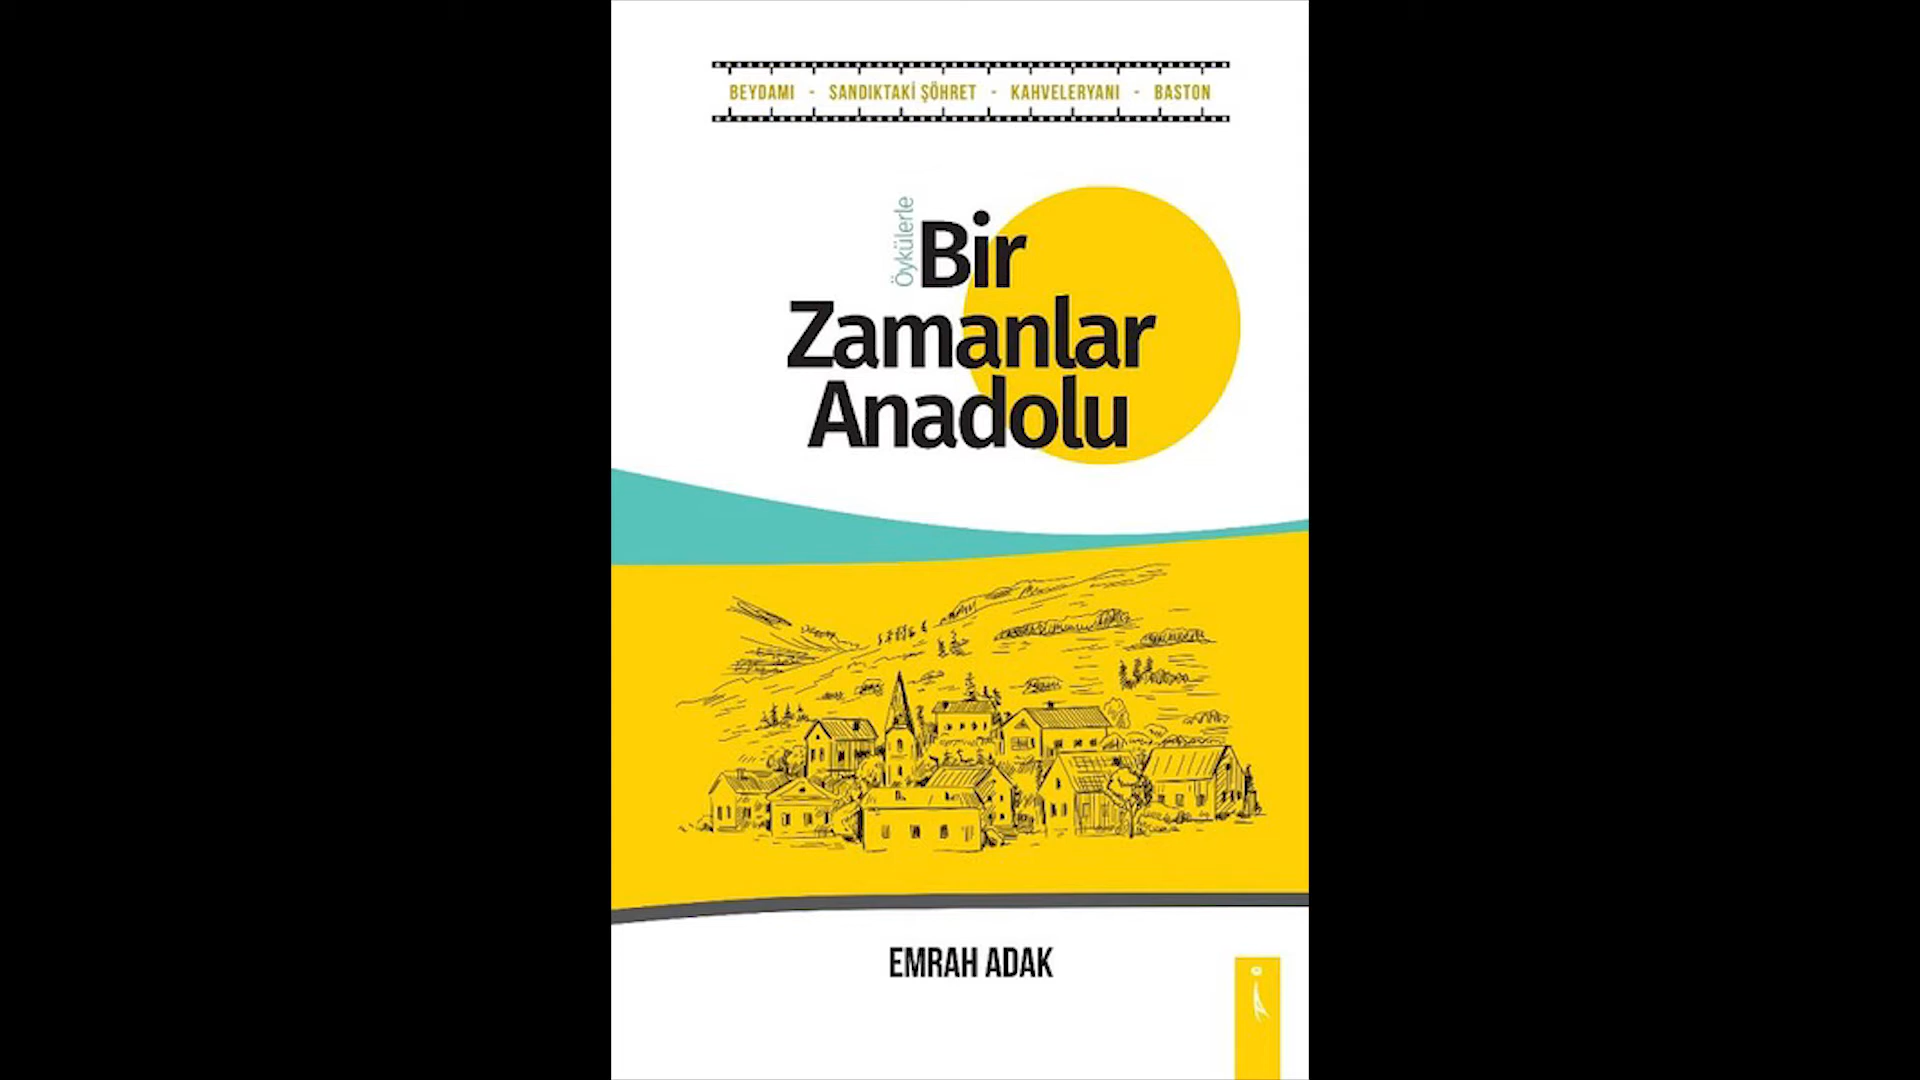 BEYDAMI - SANDIKTAKİ ŞÖHRET - KAHVELERYANI - BASTON
Öykülerle
Bir
Zamanlar
Anadolu
EMRAH ADAK